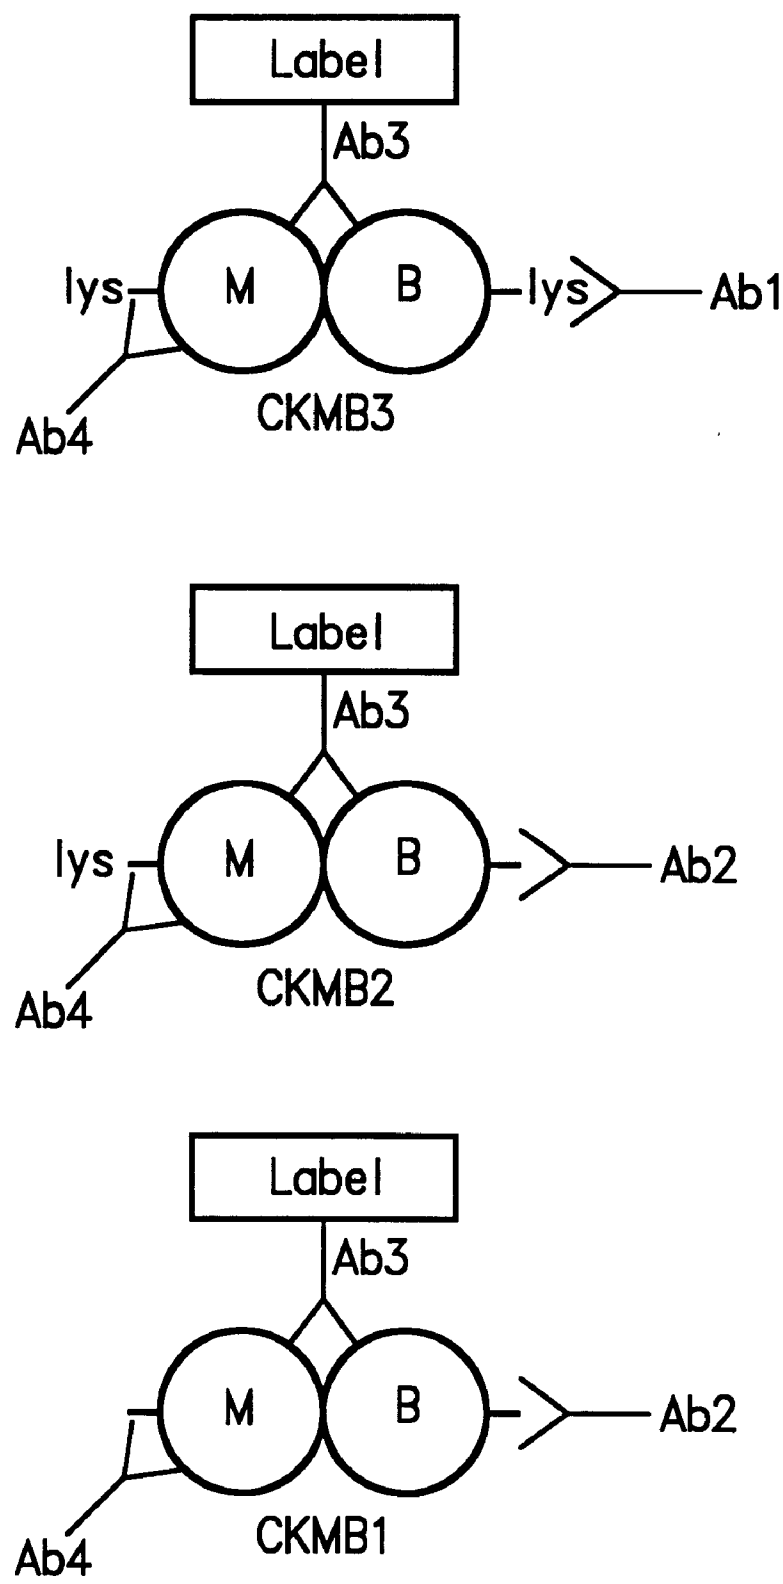 Label
Ab3
lys M B lys Ab1
CKMB3
Ab4
Label
Ab3
lys M B Ab2
CKMB2
Ab4
Label
Ab3
M B Ab2
CKMB1
Ab4